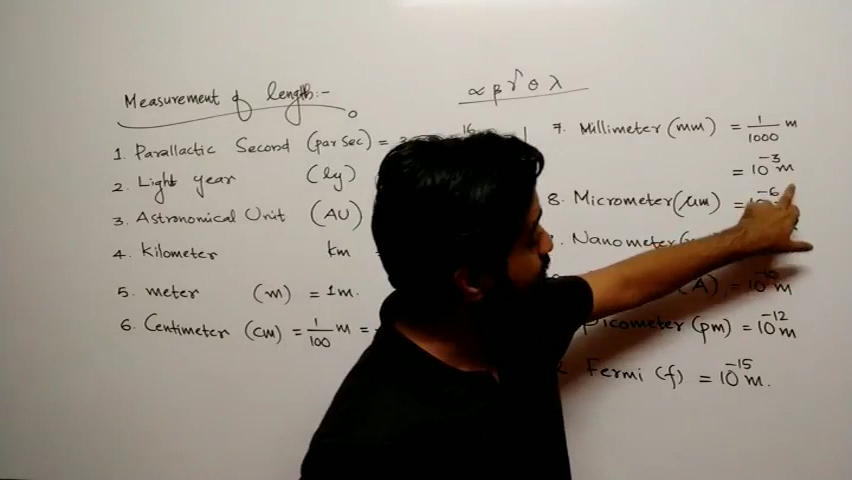 Measurement of length:-
∝ β γ θ λ
1. Parallactic Second (par Sec) =
2. Light year (ly)
3. Astronomical Unit (AU)
4. Kilometer km
5. meter (m) = 1m.
6. Centimeter (cm) = 1/100 m =
7. Millimeter (mm) = 1/1000 m
= 10⁻³ m
8. Micrometer (μm) =
Nanometer
(A) = 10⁻¹⁰ m
Picometer (pm) = 10⁻¹² m
Fermi (f) = 10⁻¹⁵ m.